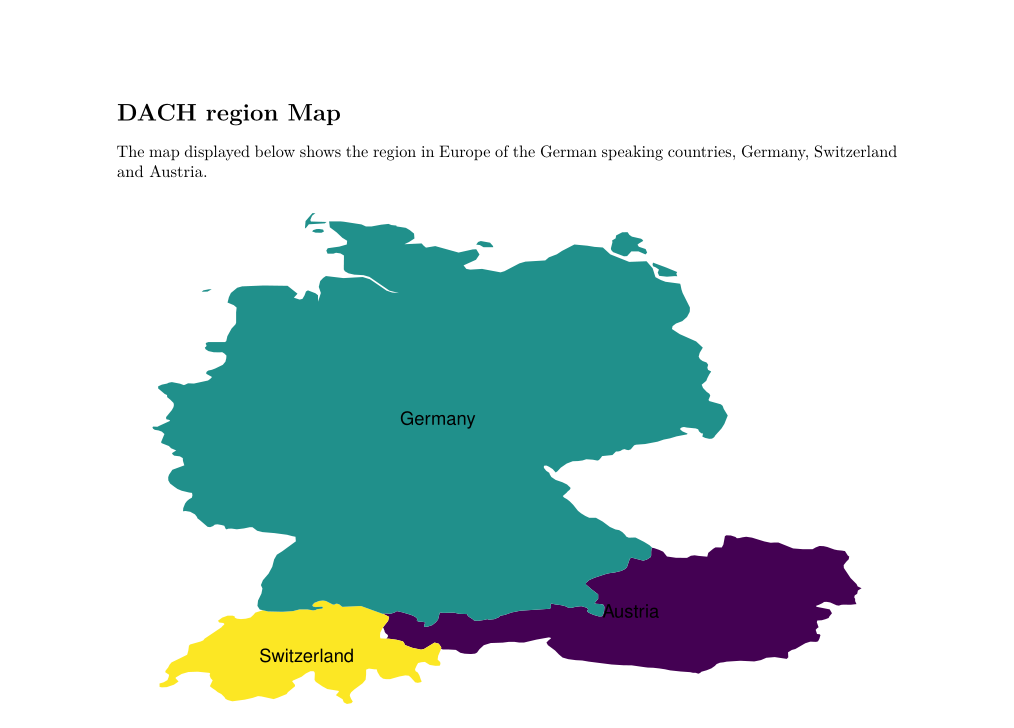 DACH region Map
The map displayed below shows the region in Europe of the German speaking countries, Germany, Switzerland
and Austria.
Germany
Austria
Switzerland